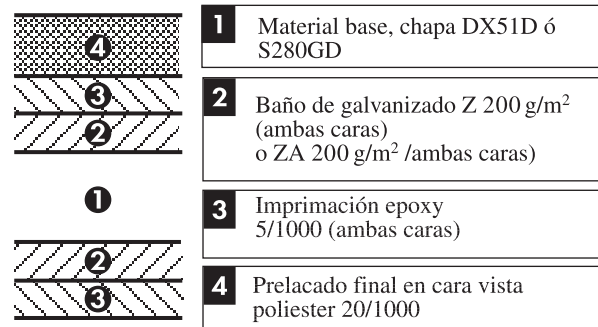 4
3
2
1
2
3
1 Material base, chapa DX51D ó
S280GD
2 Baño de galvanizado Z 200 g/m²
(ambas caras)
o ZA 200 g/m² /ambas caras)
3 Imprimación epoxy
5/1000 (ambas caras)
4 Prelacado final en cara vista
poliester 20/1000